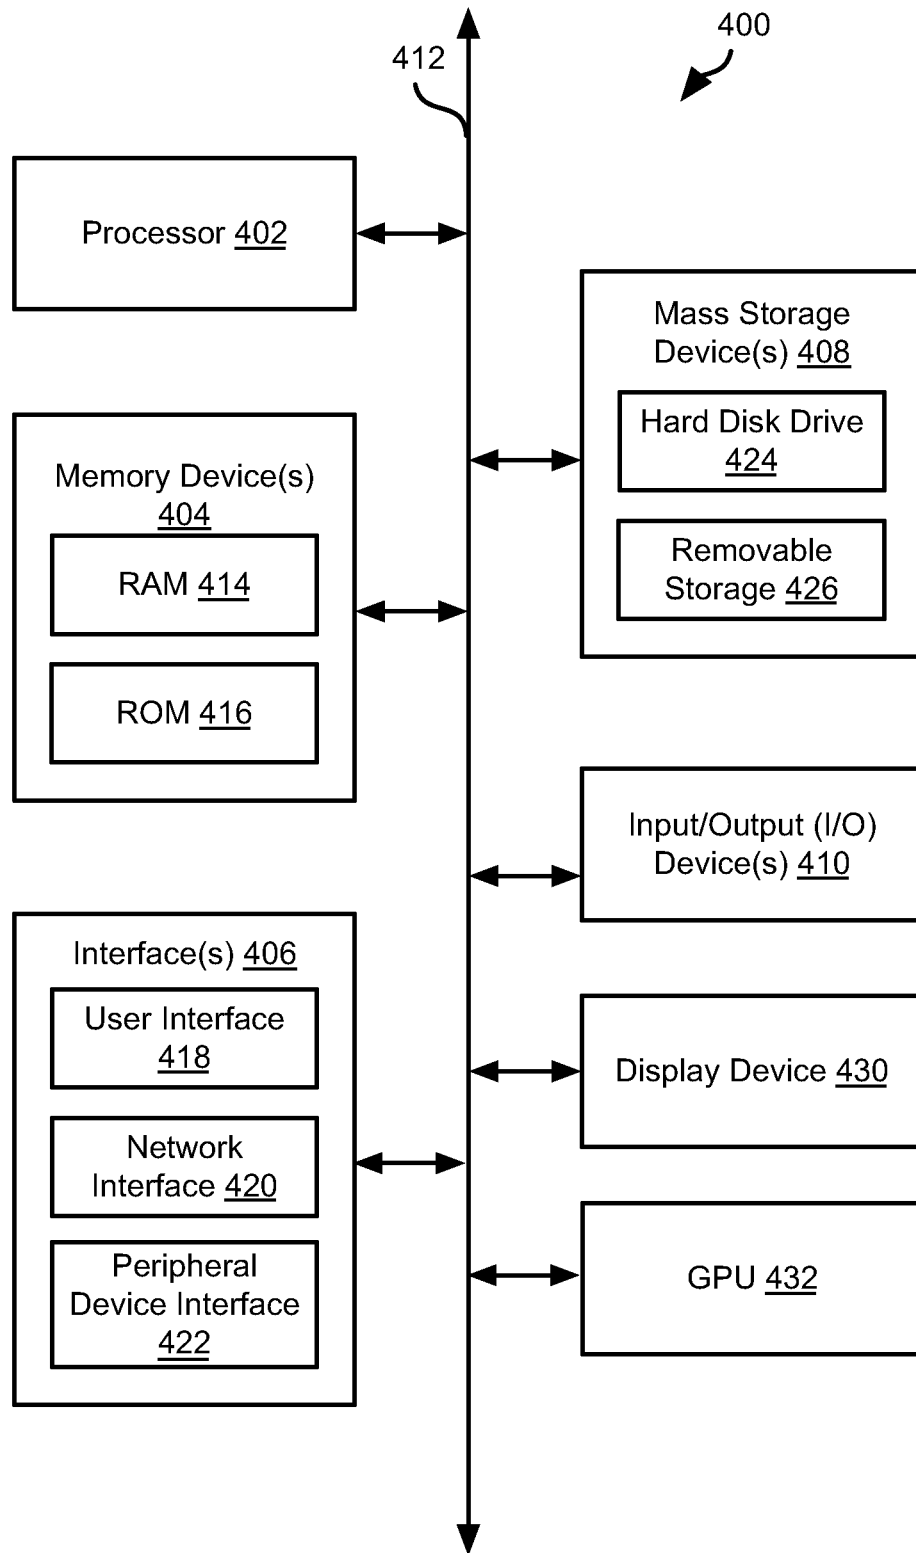 400
412
Processor 402
Mass Storage
Device(s) 408
Hard Disk Drive
424
Removable
Storage 426
Memory Device(s)
404
RAM 414
ROM 416
Input/Output (I/O)
Device(s) 410
Interface(s) 406
User Interface
418
Network
Interface 420
Peripheral
Device Interface
422
Display Device 430
GPU 432